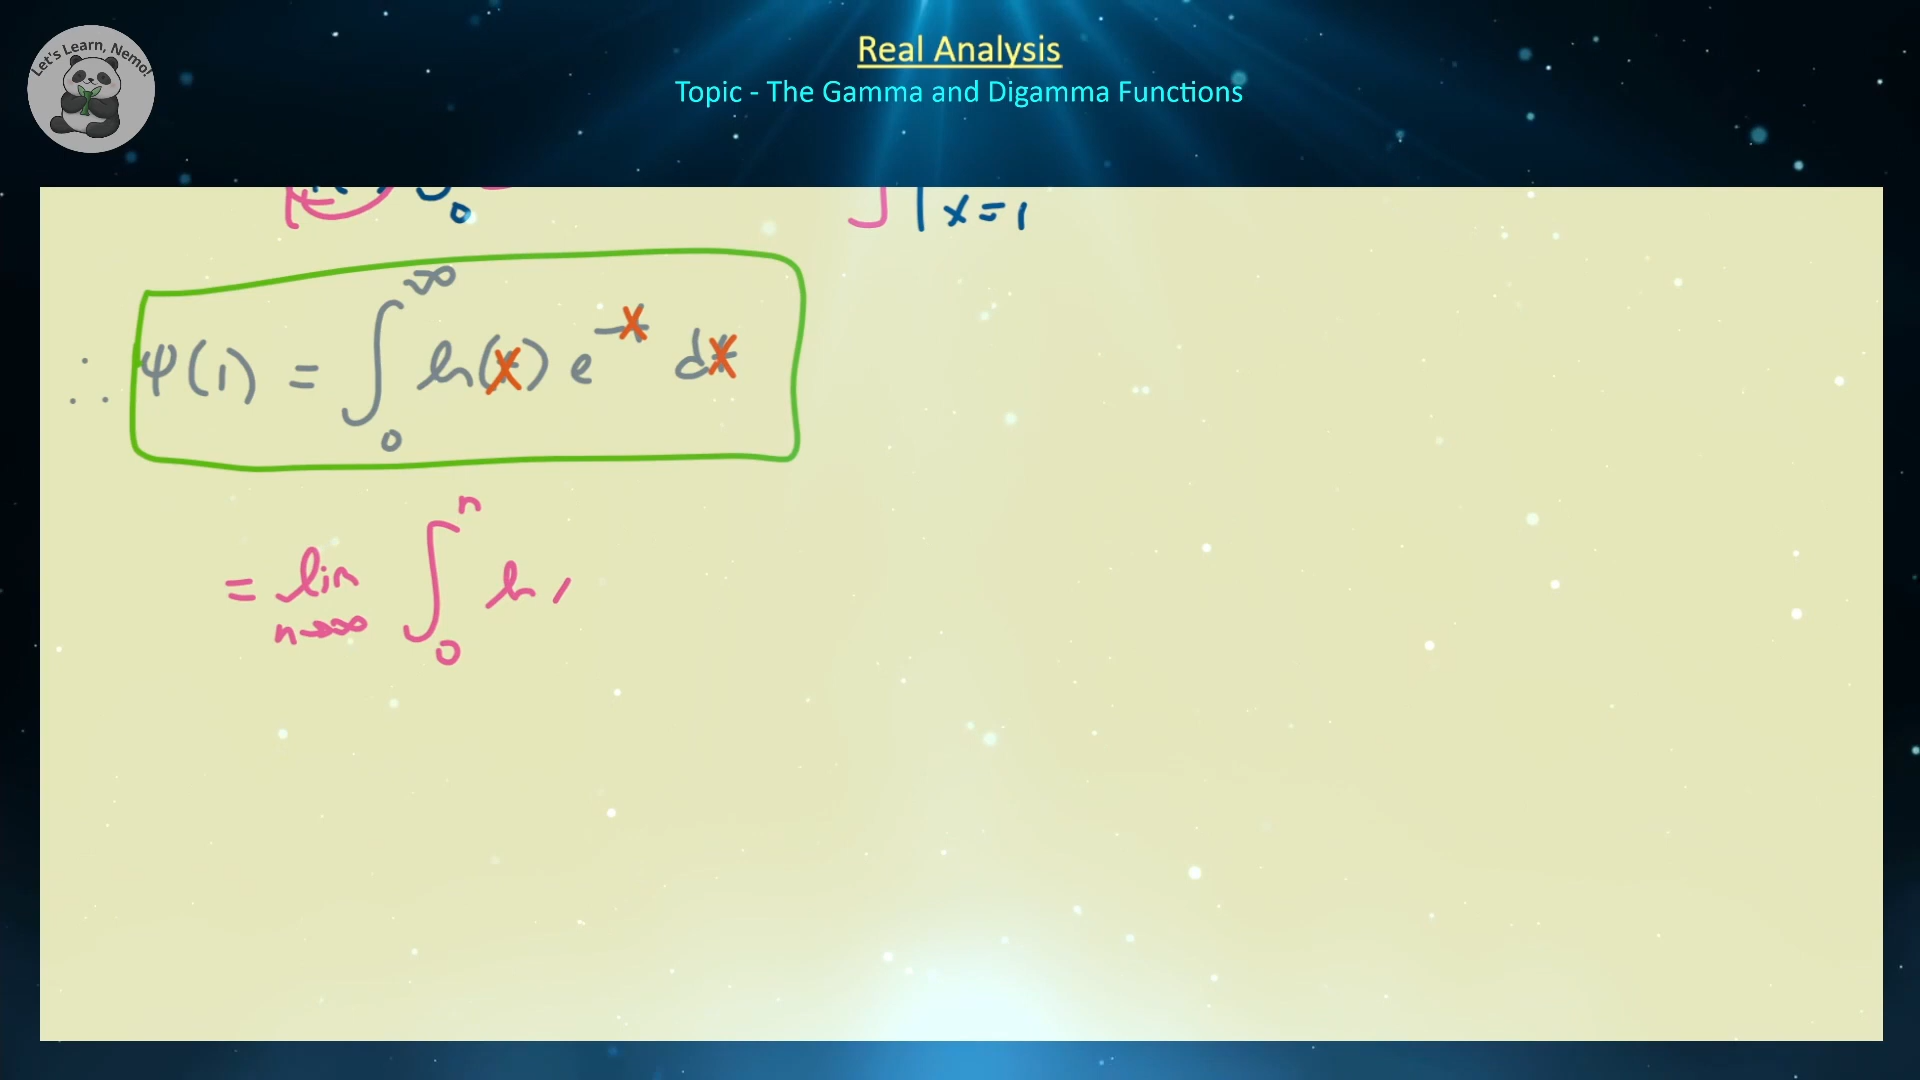 Let's Learn, Nemo!
Real Analysis
Topic - The Gamma and Digamma Functions
0 ] | x = 1
∴ ψ(1) = ∫₀^∞ ln(x) e^{-x} dx
= lim_{n→∞} ∫₀^n ln